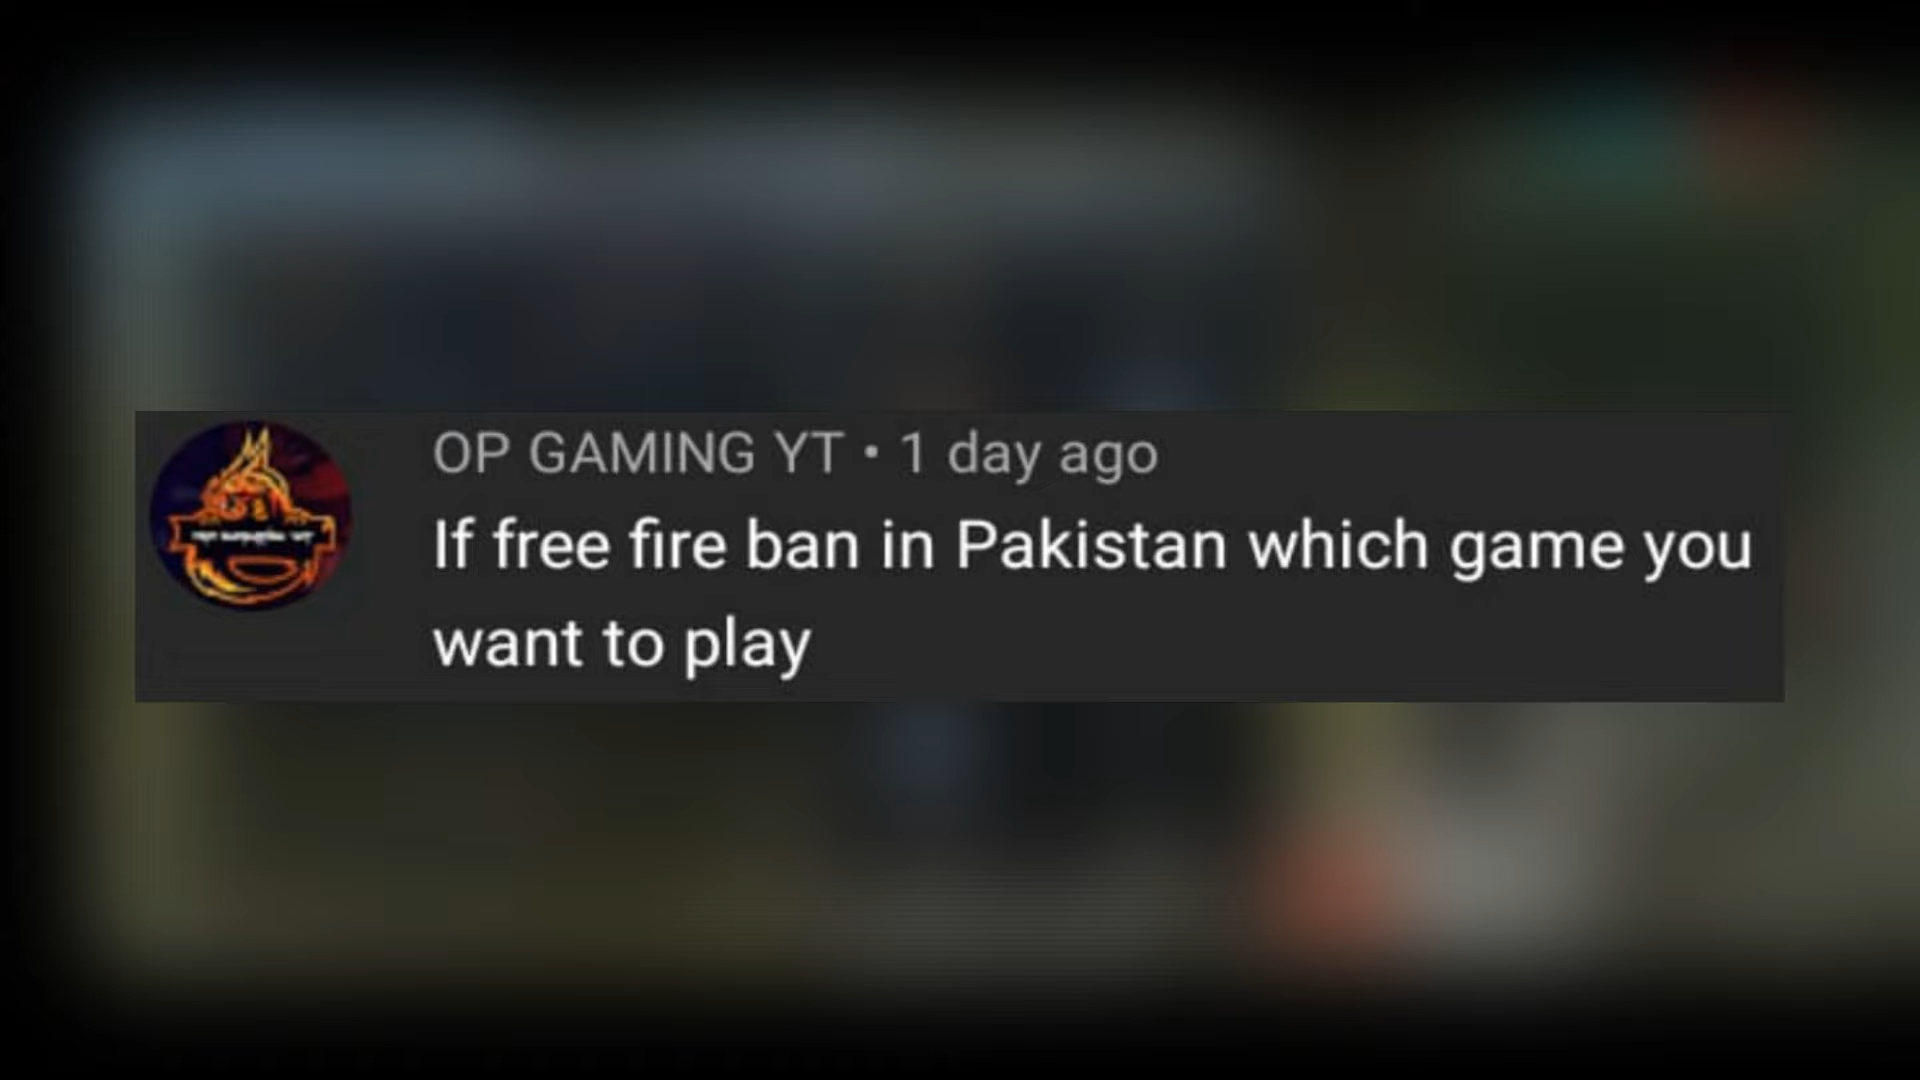 OP GAMING YT • 1 day ago
If free fire ban in Pakistan which game you
want to play